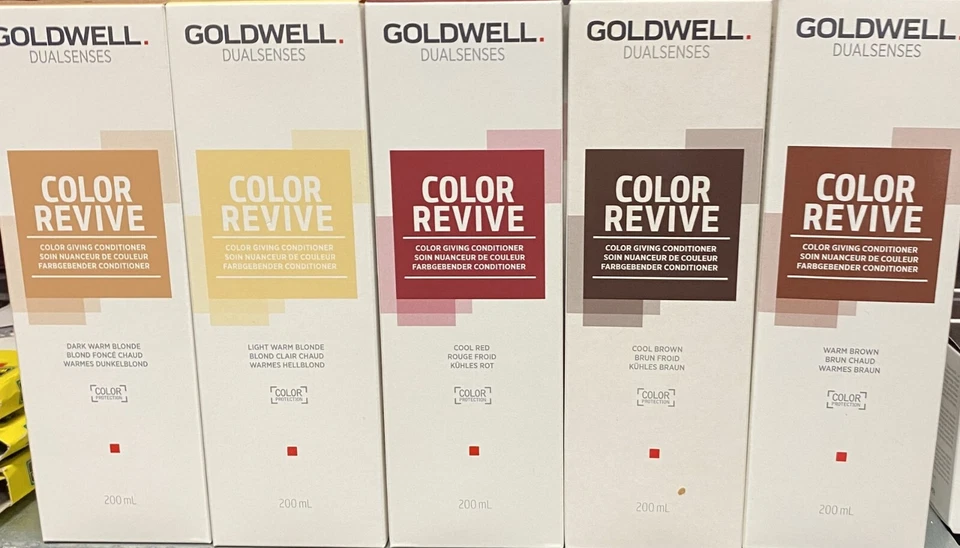 GOLDWELL.
DUALSENSES
COLOR
REVIVE
COLOR GIVING CONDITIONER
SOIN NUANCEUR DE COULEUR
FARBGEBENDER CONDITIONER
DARK WARM BLONDE
BLOND FONCÉ CHAUD
WARMES DUNKELBLOND
COLOR
PROTECTION
200 mL
GOLDWELL.
DUALSENSES
COLOR
REVIVE
COLOR GIVING CONDITIONER
SOIN NUANCEUR DE COULEUR
FARBGEBENDER CONDITIONER
LIGHT WARM BLONDE
BLOND CLAIR CHAUD
WARMES HELLBLOND
COLOR
PROTECTION
200 mL
GOLDWELL.
DUALSENSES
COLOR
REVIVE
COLOR GIVING CONDITIONER
SOIN NUANCEUR DE COULEUR
FARBGEBENDER CONDITIONER
COOL RED
ROUGE FROID
KÜHLES ROT
COLOR
PROTECTION
200 mL
GOLDWELL.
DUALSENSES
COLOR
REVIVE
COLOR GIVING CONDITIONER
SOIN NUANCEUR DE COULEUR
FARBGEBENDER CONDITIONER
COOL BROWN
BRUN FROID
KÜHLES BRAUN
COLOR
PROTECTION
200 mL
GOLDWELL.
DUALSENSES
COLOR
REVIVE
COLOR GIVING CONDITIONER
SOIN NUANCEUR DE COULEUR
FARBGEBENDER CONDITIONER
WARM BROWN
BRUN CHAUD
WARMES BRAUN
COLOR
PROTECTION
200 mL